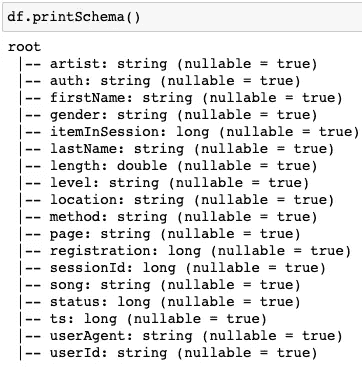 df.printSchema()
root
 |-- artist: string (nullable = true)
 |-- auth: string (nullable = true)
 |-- firstName: string (nullable = true)
 |-- gender: string (nullable = true)
 |-- itemInSession: long (nullable = true)
 |-- lastName: string (nullable = true)
 |-- length: double (nullable = true)
 |-- level: string (nullable = true)
 |-- location: string (nullable = true)
 |-- method: string (nullable = true)
 |-- page: string (nullable = true)
 |-- registration: long (nullable = true)
 |-- sessionId: long (nullable = true)
 |-- song: string (nullable = true)
 |-- status: long (nullable = true)
 |-- ts: long (nullable = true)
 |-- userAgent: string (nullable = true)
 |-- userId: string (nullable = true)